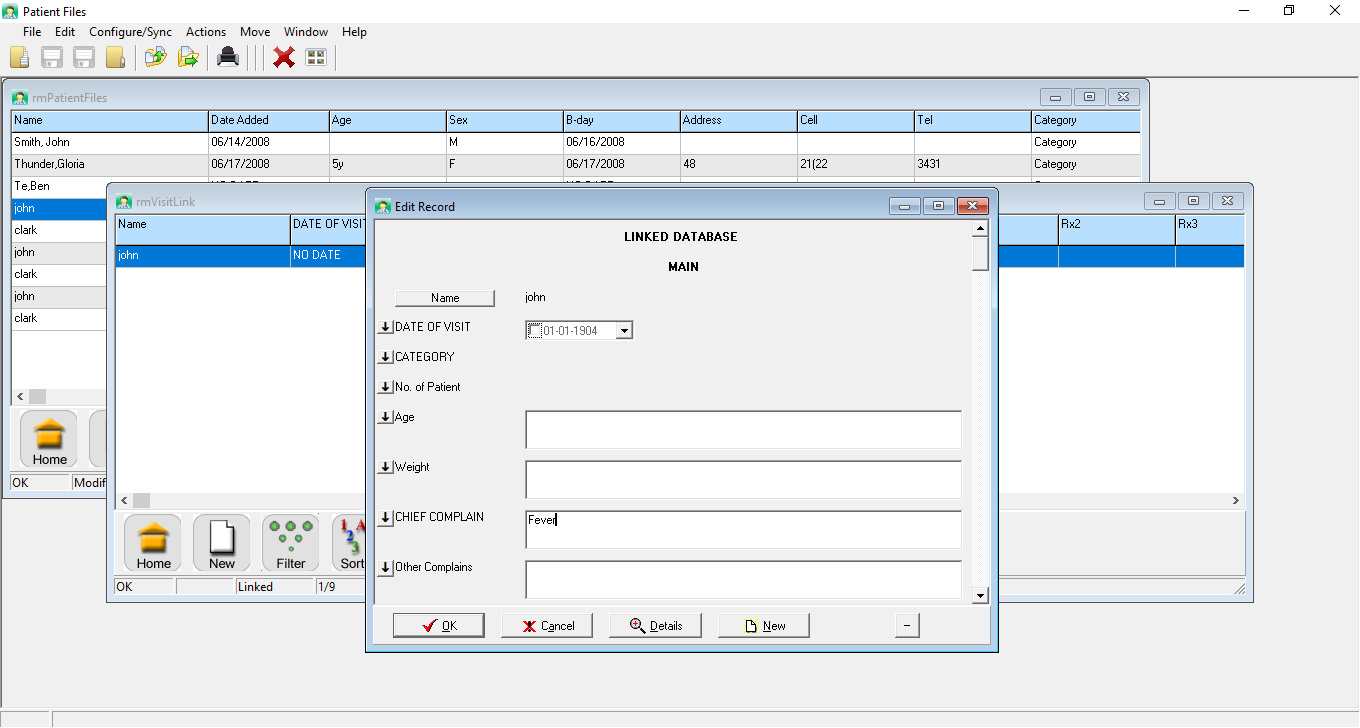 Patient Files
File Edit Configure/Sync Actions Move Window Help
rmPatientFiles
Name Date Added Age Sex B-day Address Cell Tel Category
Smith, John 06/14/2008 M 06/16/2008 Category
Thunder,Gloria 06/17/2008 5y F 06/17/2008 48 21(22 3431 Category
Te,Ben
john
clark
john
clark
john
clark
Home
OK Modif
rmVisitLink
Name DATE OF VISIT Rx2 Rx3
john NO DATE
Home New Filter Sort
OK Linked 1/9
Edit Record
LINKED DATABASE
MAIN
Name john
DATE OF VISIT 01-01-1904
CATEGORY
No. of Patient
Age
Weight
CHIEF COMPLAIN Fever
Other Complains
OK Cancel Details New −